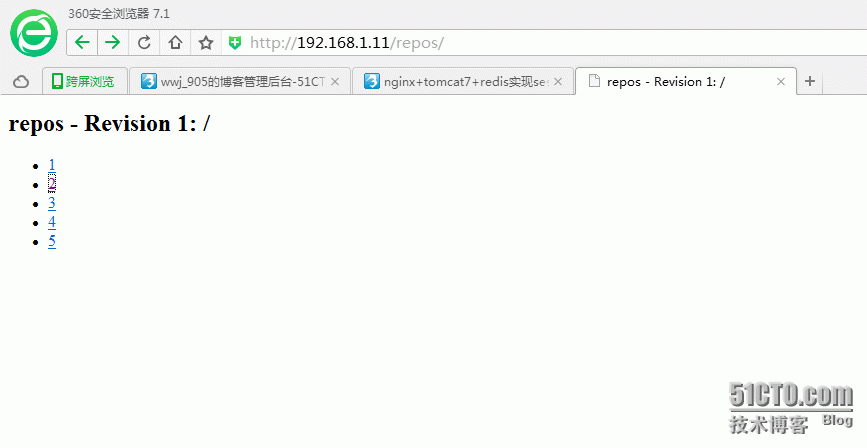 360安全浏览器 7.1
http://192.168.1.11/repos/
跨屏浏览
wwj_905的博客管理后台-51CT
nginx+tomcat7+redis实现se
repos - Revision 1: /
repos - Revision 1: /
1
2
3
4
5
51CTO.com
技术博客 Blog